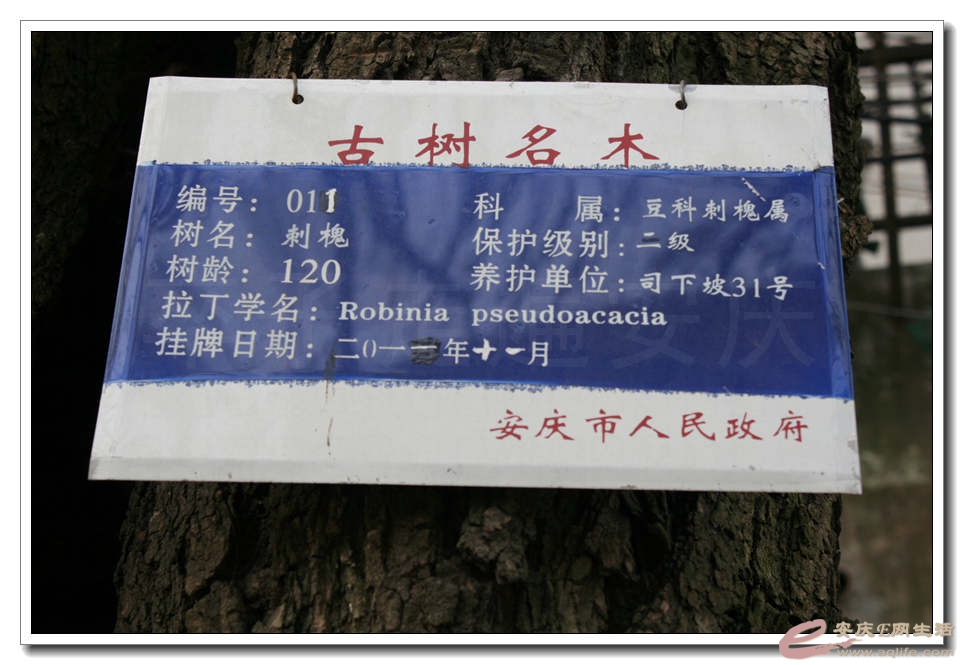 古树名木
编号：011 科 属：豆科刺槐属
树名：刺槐 保护级别：二级
树龄：120 养护单位：司下坡31号
拉丁学名：Robinia pseudoacacia
挂牌日期：二0一 年十一月
安庆市人民政府
安庆E网生活
www.aqlife.com